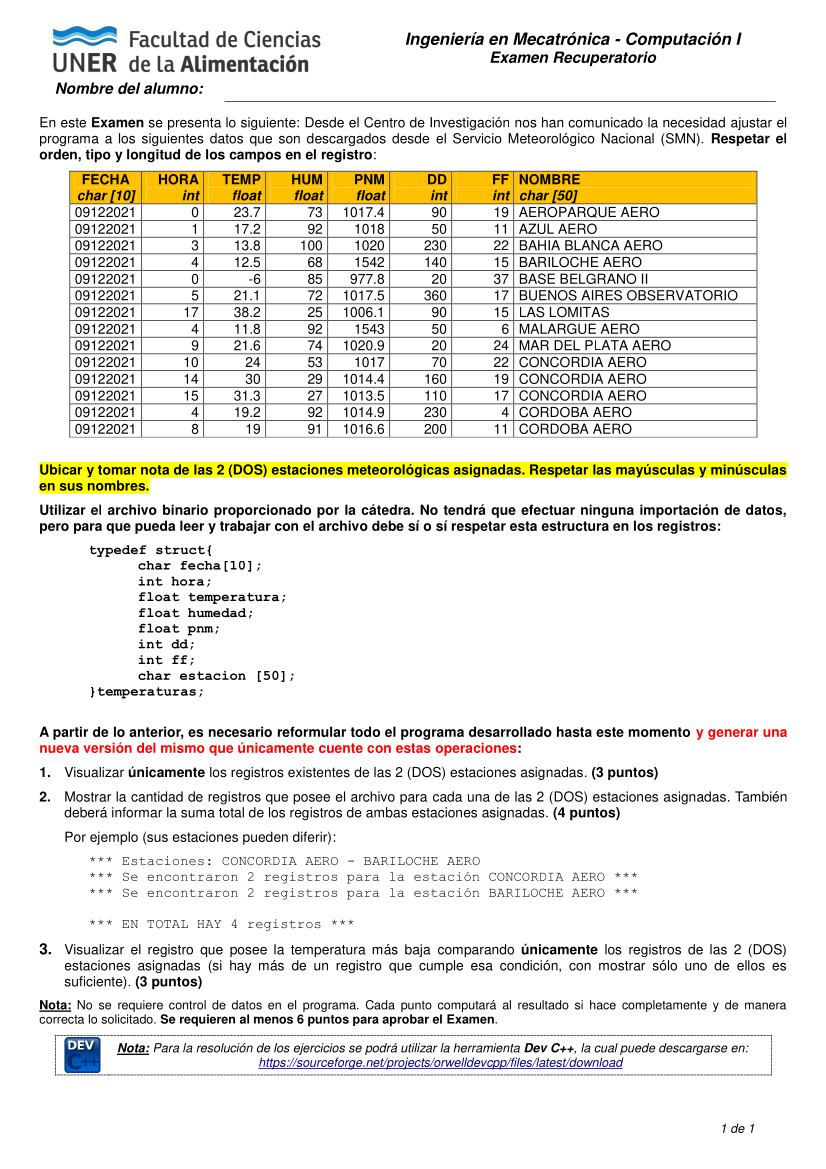 UNER
Facultad de Ciencias
de la Alimentación
Ingeniería en Mecatrónica - Computación I
Examen Recuperatorio
Nombre del alumno:
En este Examen se presenta lo siguiente: Desde el Centro de Investigación nos han comunicado la necesidad ajustar el
programa a los siguientes datos que son descargados desde el Servicio Meteorológico Nacional (SMN). Respetar el
orden, tipo y longitud de los campos en el registro:
FECHA HORA TEMP HUM PNM DD FF NOMBRE
char [10] int float float float int int char [50]
09122021 0 23.7 73 1017.4 90 19 AEROPARQUE AERO
09122021 1 17.2 92 1018 50 11 AZUL AERO
09122021 3 13.8 100 1020 230 22 BAHIA BLANCA AERO
09122021 4 12.5 68 1542 140 15 BARILOCHE AERO
09122021 0 -6 85 977.8 20 37 BASE BELGRANO II
09122021 5 21.1 72 1017.5 360 17 BUENOS AIRES OBSERVATORIO
09122021 17 38.2 25 1006.1 90 15 LAS LOMITAS
09122021 4 11.8 92 1543 50 6 MALARGUE AERO
09122021 9 21.6 74 1020.9 20 24 MAR DEL PLATA AERO
09122021 10 24 53 1017 70 22 CONCORDIA AERO
09122021 14 30 29 1014.4 160 19 CONCORDIA AERO
09122021 15 31.3 27 1013.5 110 17 CONCORDIA AERO
09122021 4 19.2 92 1014.9 230 4 CORDOBA AERO
09122021 8 19 91 1016.6 200 11 CORDOBA AERO
Ubicar y tomar nota de las 2 (DOS) estaciones meteorológicas asignadas. Respetar las mayúsculas y minúsculas
en sus nombres.
Utilizar el archivo binario proporcionado por la cátedra. No tendrá que efectuar ninguna importación de datos,
pero para que pueda leer y trabajar con el archivo debe sí o sí respetar esta estructura en los registros:
typedef struct{
char fecha[10];
int hora;
float temperatura;
float humedad;
float pnm;
int dd;
int ff;
char estacion [50];
}temperaturas;
A partir de lo anterior, es necesario reformular todo el programa desarrollado hasta este momento y generar una
nueva versión del mismo que únicamente cuente con estas operaciones:
1. Visualizar únicamente los registros existentes de las 2 (DOS) estaciones asignadas. (3 puntos)
2. Mostrar la cantidad de registros que posee el archivo para cada una de las 2 (DOS) estaciones asignadas. También
deberá informar la suma total de los registros de ambas estaciones asignadas. (4 puntos)
Por ejemplo (sus estaciones pueden diferir):
*** Estaciones: CONCORDIA AERO - BARILOCHE AERO
*** Se encontraron 2 registros para la estación CONCORDIA AERO ***
*** Se encontraron 2 registros para la estación BARILOCHE AERO ***
*** EN TOTAL HAY 4 registros ***
3. Visualizar el registro que posee la temperatura más baja comparando únicamente los registros de las 2 (DOS)
estaciones asignadas (si hay más de un registro que cumple esa condición, con mostrar sólo uno de ellos es
suficiente). (3 puntos)
Nota: No se requiere control de datos en el programa. Cada punto computará al resultado si hace completamente y de manera
correcta lo solicitado. Se requieren al menos 6 puntos para aprobar el Examen.
DEV
C++
Nota: Para la resolución de los ejercicios se podrá utilizar la herramienta Dev C++, la cual puede descargarse en:
https://sourceforge.net/projects/orwelldevcpp/files/latest/download
1 de 1